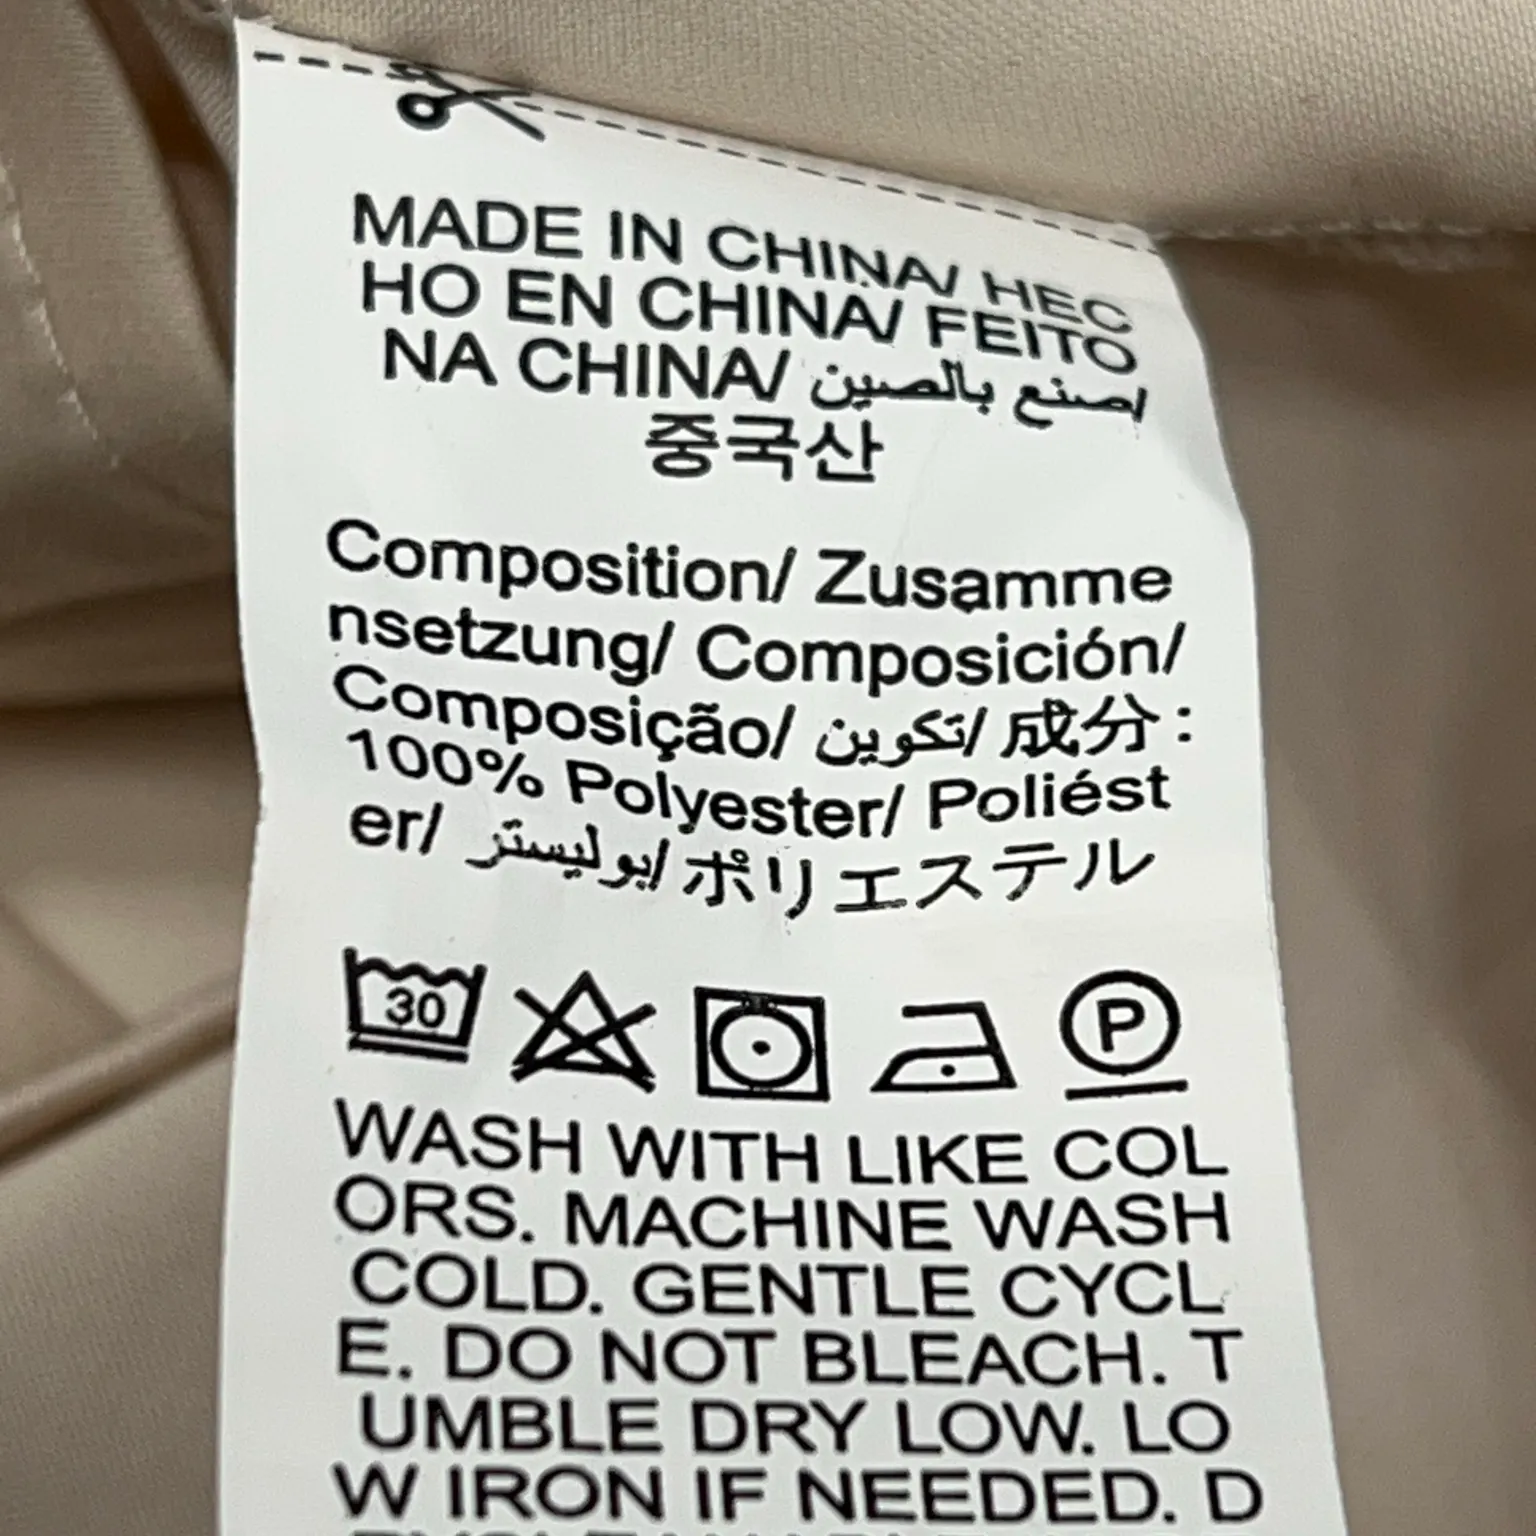 MADE IN CHINA/ HEC
HO EN CHINA/ FEITO
NA CHINA/ صنع بالصين/
중국산
Composition/ Zusamme
nsetzung/ Composición/
Composição/ تكوين/ 成分:
100% Polyester/ Poliést
er/ بوليستر/ ポリエステル
30
P
WASH WITH LIKE COL
ORS. MACHINE WASH
COLD. GENTLE CYCL
E. DO NOT BLEACH. T
UMBLE DRY LOW. LO
W IRON IF NEEDED. D